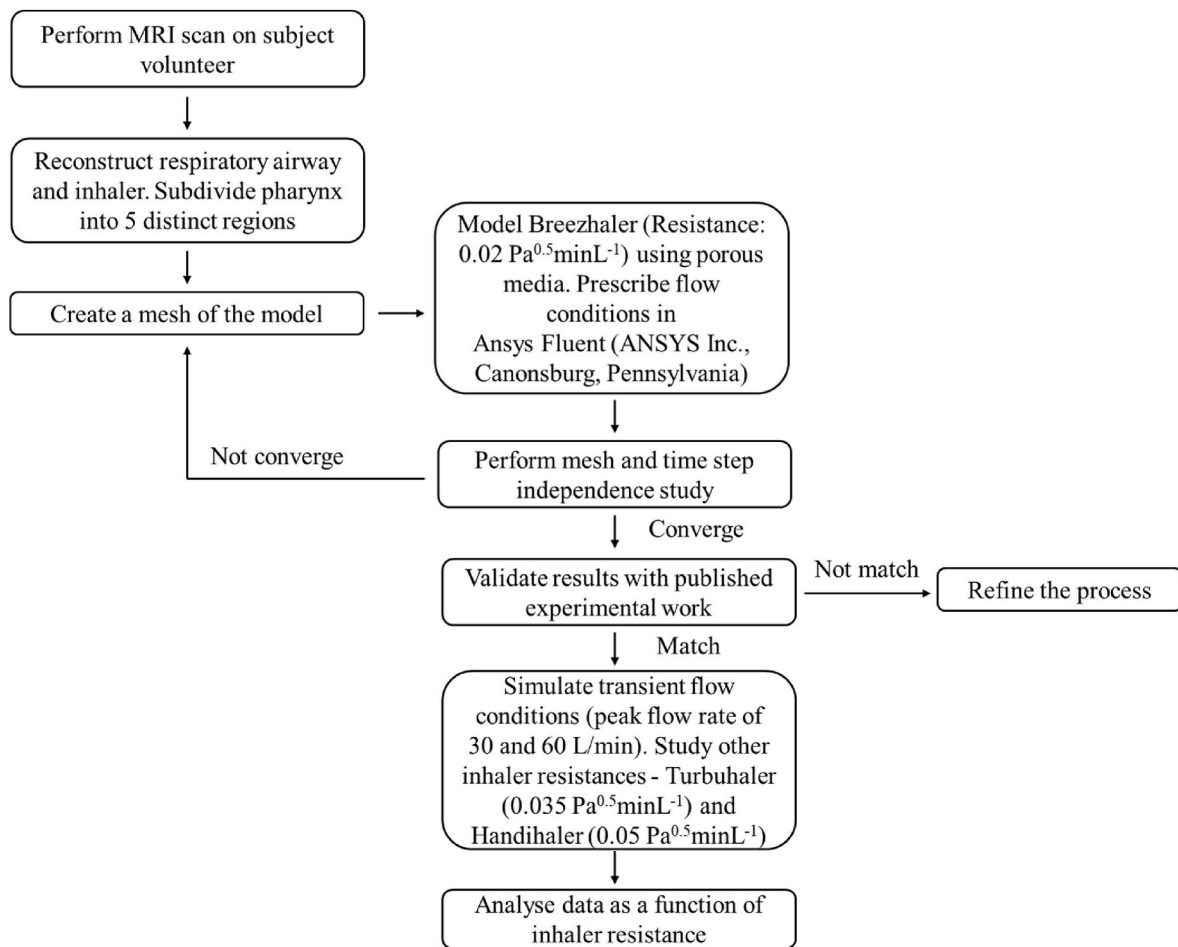 Perform MRI scan on subject
volunteer
Reconstruct respiratory airway
and inhaler. Subdivide pharynx
into 5 distinct regions
Create a mesh of the model
Model Breezhaler (Resistance:
0.02 Pa⁰·⁵minL⁻¹) using porous
media. Prescribe flow
conditions in
Ansys Fluent (ANSYS Inc.,
Canonsburg, Pennsylvania)
Not converge
Perform mesh and time step
independence study
Converge
Validate results with published
experimental work
Not match
Refine the process
Match
Simulate transient flow
conditions (peak flow rate of
30 and 60 L/min). Study other
inhaler resistances - Turbuhaler
(0.035 Pa⁰·⁵minL⁻¹) and
Handihaler (0.05 Pa⁰·⁵minL⁻¹)
Analyse data as a function of
inhaler resistance